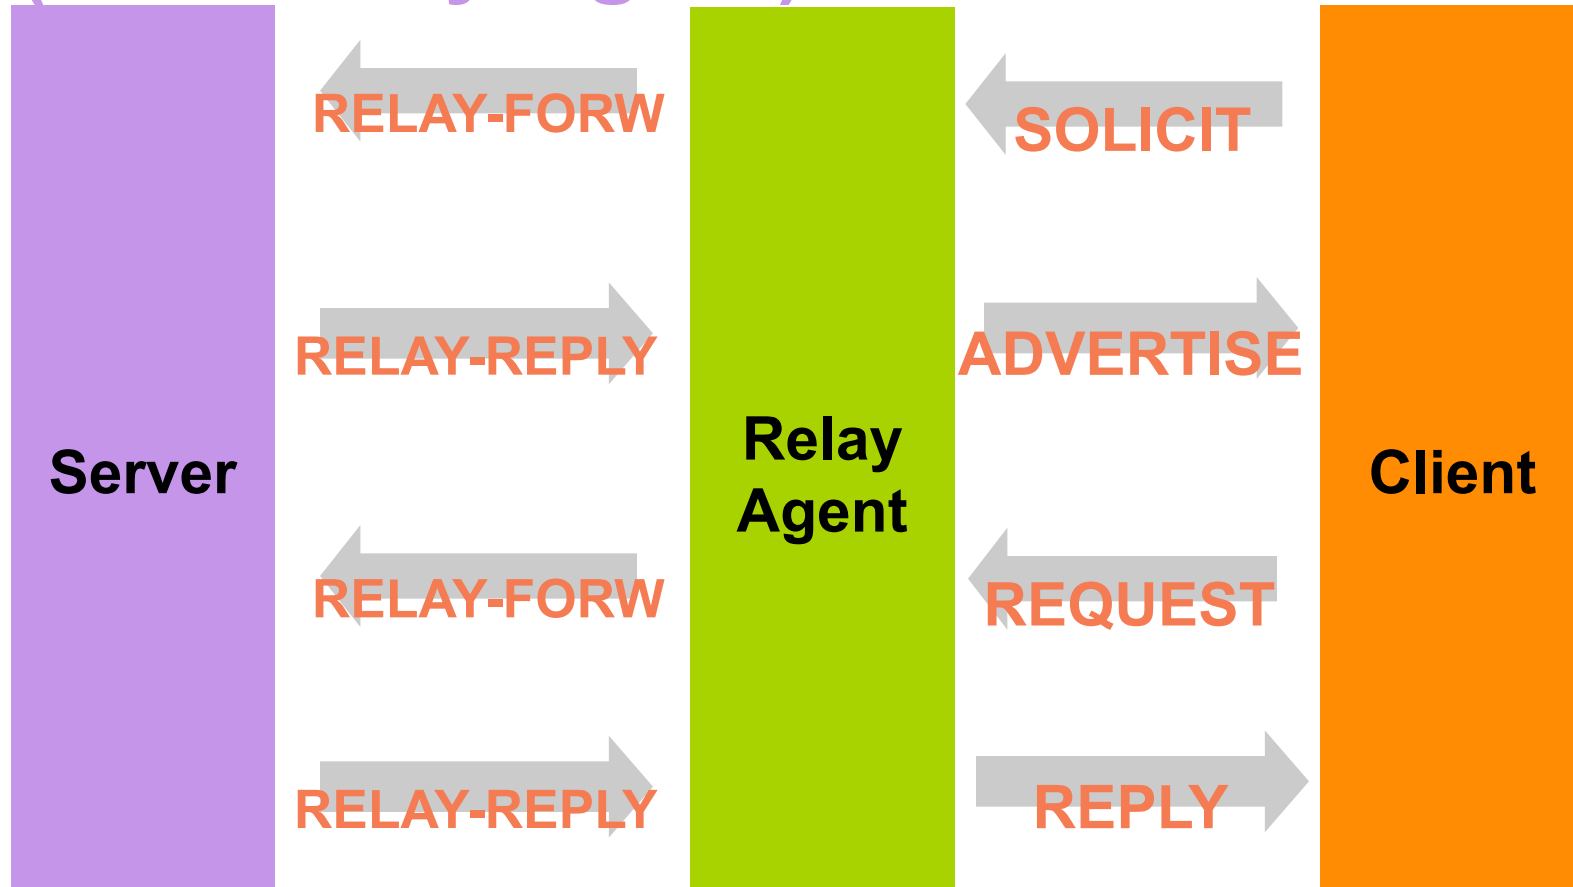 RELAY-FORW
SOLICIT
RELAY-REPLY
ADVERTISE
Server
Relay
Agent
Client
RELAY-FORW
REQUEST
RELAY-REPLY
REPLY